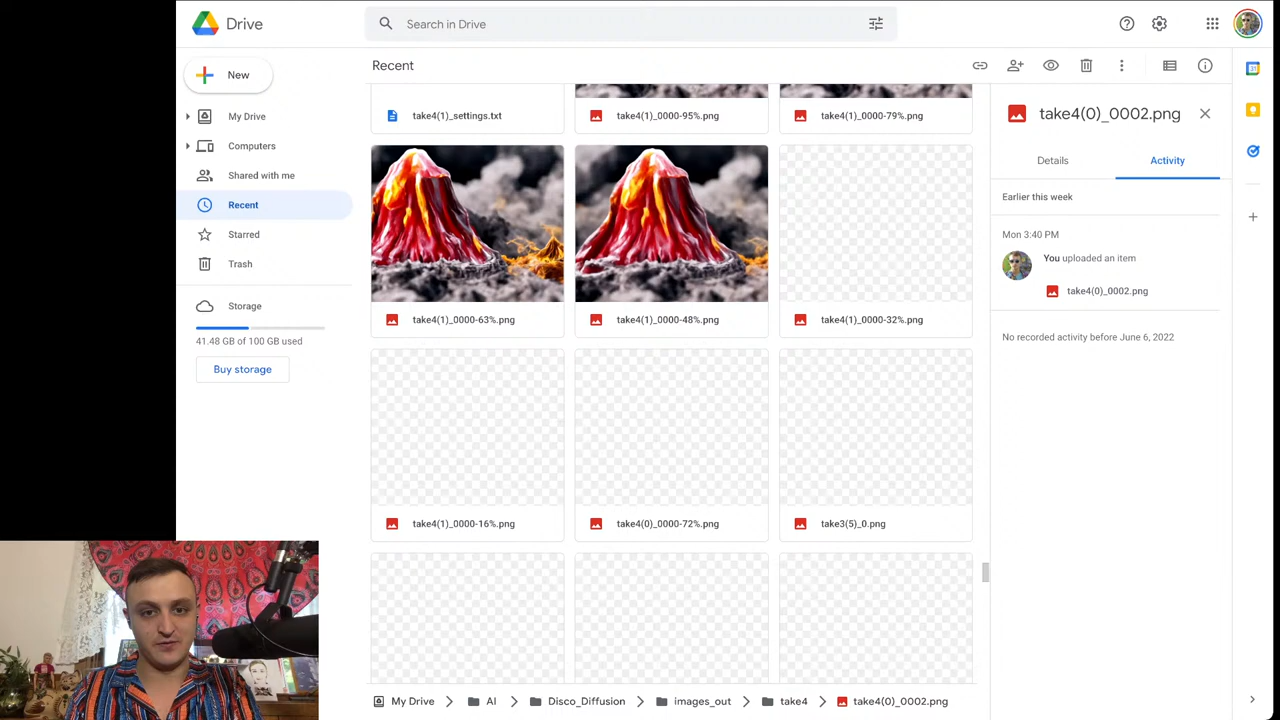 Drive
Search in Drive
New
My Drive
Computers
Shared with me
Recent
Starred
Trash
Storage
41.48 GB of 100 GB used
Buy storage
Recent
take4(1)_settings.txt
take4(1)_0000-95%.png
take4(1)_0000-79%.png
take4(1)_0000-63%.png
take4(1)_0000-48%.png
take4(1)_0000-32%.png
take4(1)_0000-16%.png
take4(0)_0000-72%.png
take3(5)_0.png
My Drive
AI
Disco_Diffusion
images_out
take4
take4(0)_0002.png
take4(0)_0002.png
Details
Activity
Earlier this week
Mon 3:40 PM
You uploaded an item
take4(0)_0002.png
No recorded activity before June 6, 2022
31